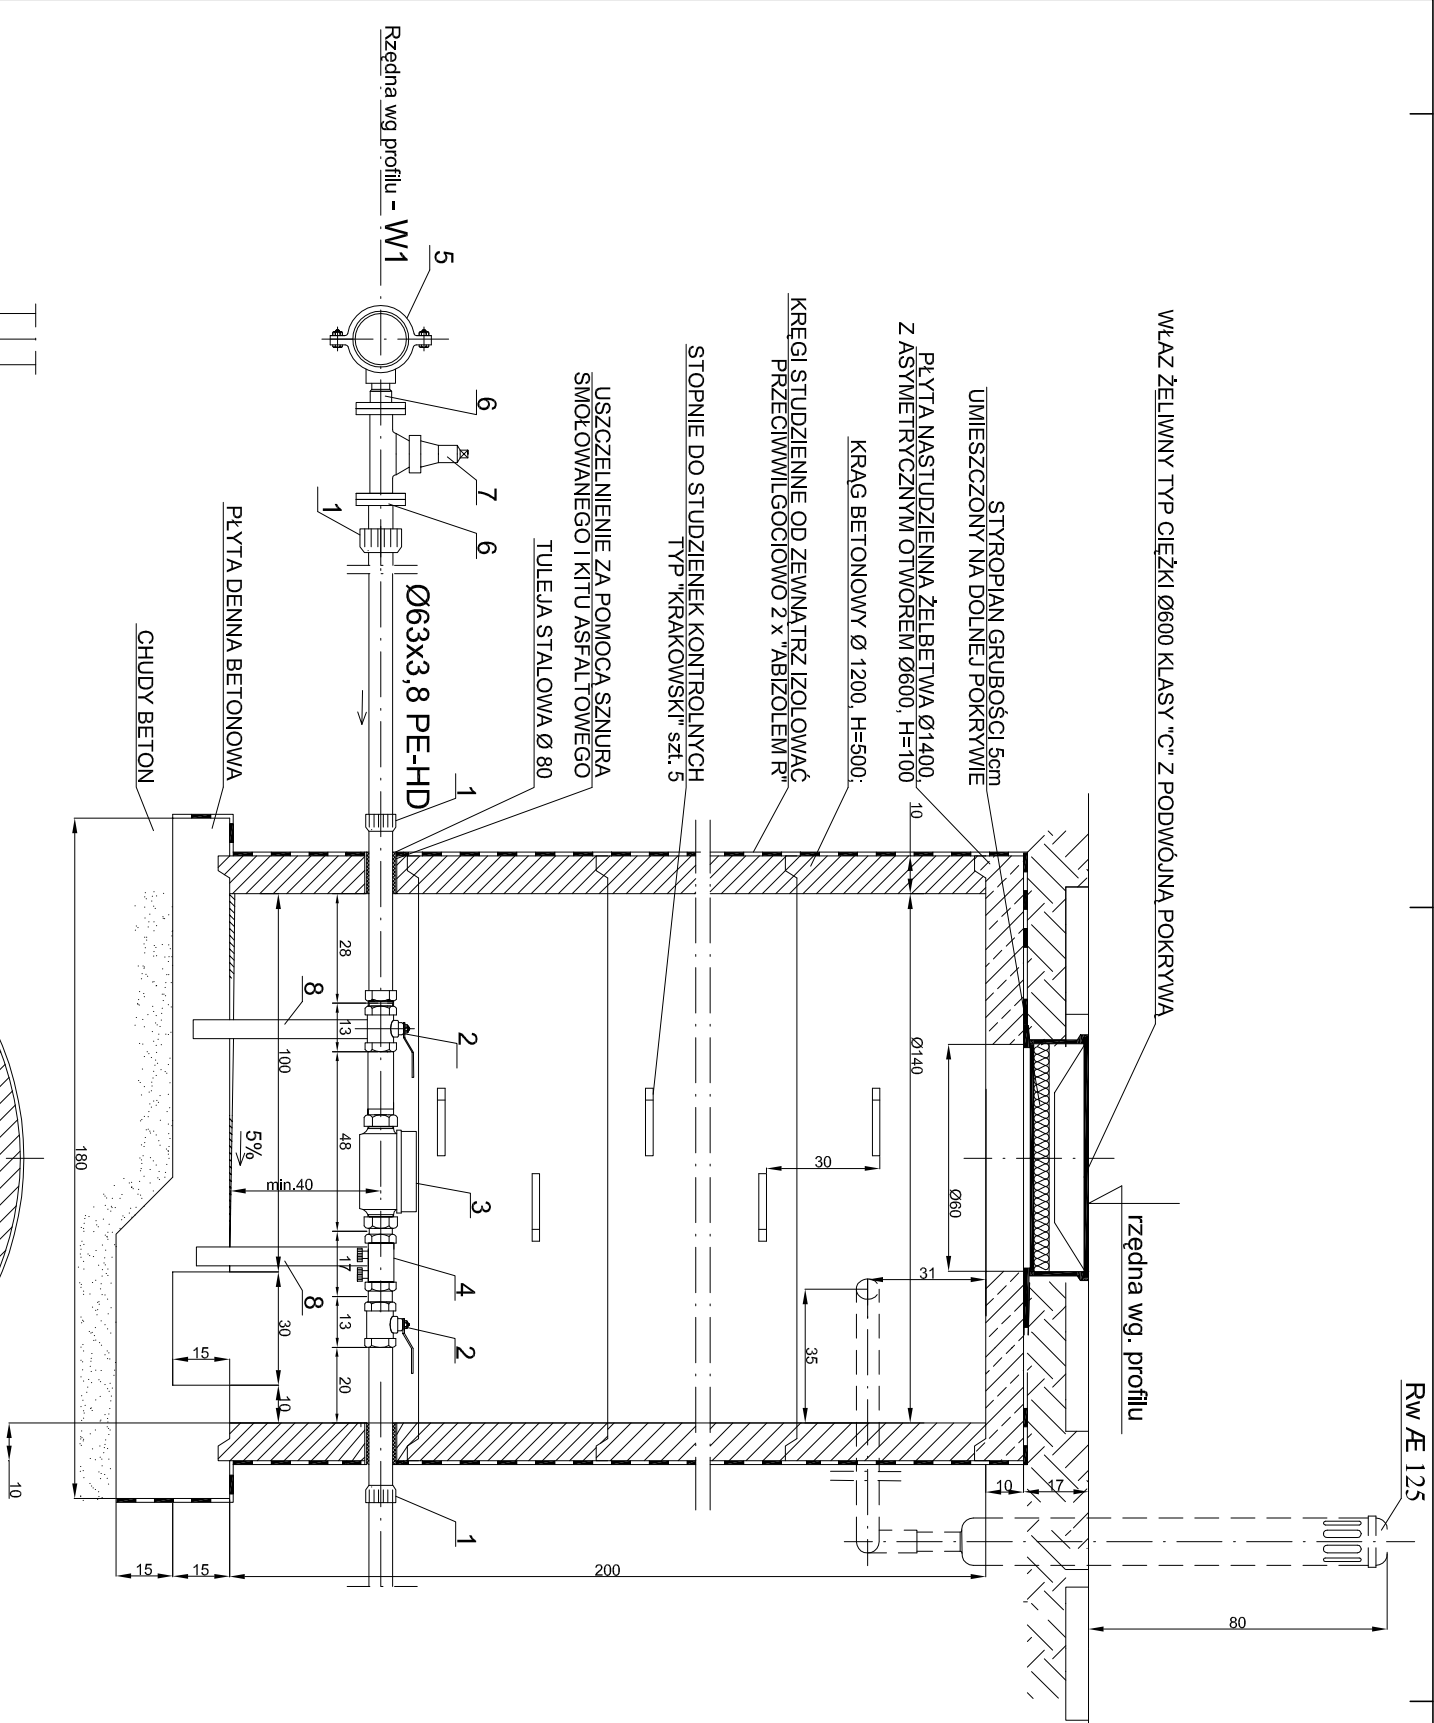 Rw Æ 125
WŁAZ ŻELIWNY TYP CIĘŻKI Ø600 KLASY "C" Z PODWÓJNĄ POKRYWĄ
rzędna wg. profilu
STYROPIAN GRUBOŚCI 5cm
UMIESZCZONY NA DOLNEJ POKRYWIE
PŁYTA NASTUDZIENNA ŻELBETWA Ø1400,
Z ASYMETRYCZNYM OTWOREM Ø600, H=100
KRĄG BETONOWY Ø 1200, H=500;
KRĘGI STUDZIENNE OD ZEWNĄTRZ IZOLOWAĆ
PRZECIWWILGOCIOWO 2 x "ABIZOLEM R"
STOPNIE DO STUDZIENEK KONTROLNYCH
TYP "KRAKOWSKI" szt. 5
USZCZELNIENIE ZA POMOCĄ SZNURA
SMOŁOWANEGO I KITU ASFALTOWEGO
TULEJA STALOWA Ø 80
Ø63x3,8 PE-HD
Rzędna wg profilu - W1
PŁYTA DENNA BETONOWA
CHUDY BETON
5
6
7
6
1
1
2
3
4
2
1
8
8
10
Ø140
Ø60
30
31
35
10
17
80
200
28
13
48
17
13
20
100
30
10
min.40
5%
15
15
15
180
10